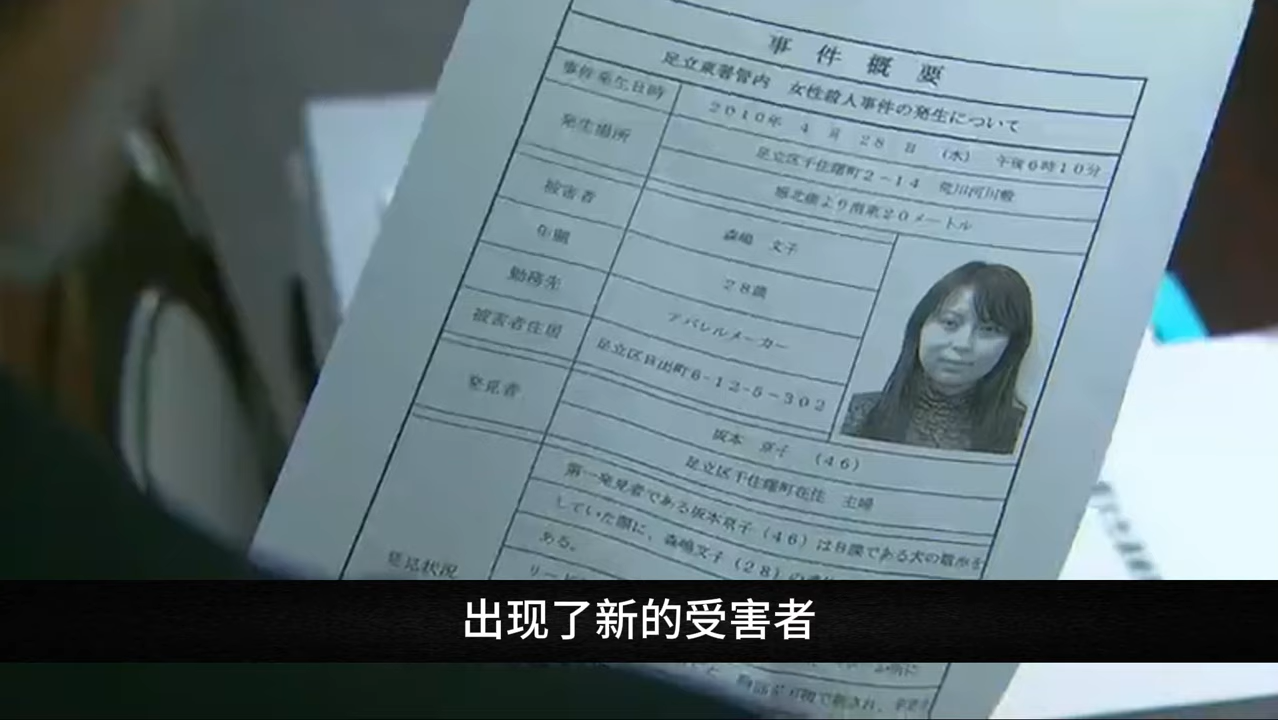 事件概要
足立東署管内 女性殺人事件の発生について
事件発生日時 2010年 4月 28日 (水) 午後6時10分
発生場所 足立区千住曙町2-14 荒川河川敷
堀北橋より南東20メートル
被害者 森嶋 文子
年齢 28歳
勤務先 アパレルメーカー
被害者住居 足立区日出町6-12-5-302
発見者 坂本 京子 (46)
足立区千住曙町在住 主婦
第一発見者である坂本京子(46)は日課である犬の散歩を
していた際に、森嶋文子(28)の遺体
ある。
発見状況
出现了新的受害者